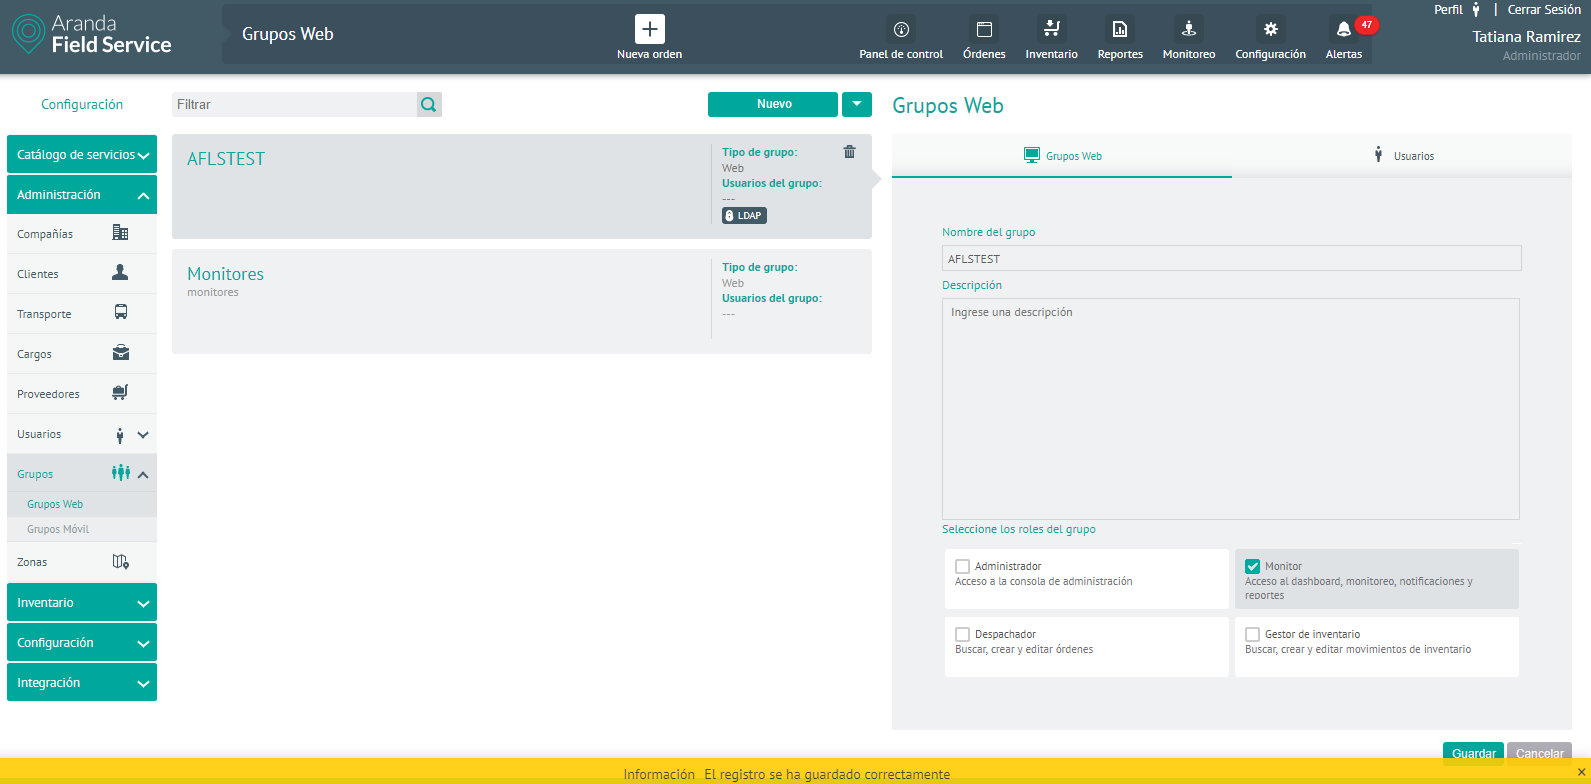 Aranda
Field Service
Grupos Web
Nueva orden
Panel de control
Órdenes
Inventario
Reportes
Monitoreo
Configuración
Alertas
47
Perfil | Cerrar Sesión
Tatiana Ramirez
Administrador
Configuración
Catálogo de servicios
Administración
Compañías
Clientes
Transporte
Cargos
Proveedores
Usuarios
Grupos
Grupos Web
Grupos Móvil
Zonas
Inventario
Configuración
Integración
Filtrar
Nuevo
AFLSTEST
Tipo de grupo:
Web
Usuarios del grupo:
---
LDAP
Monitores
monitores
Tipo de grupo:
Web
Usuarios del grupo:
---
Grupos Web
Grupos Web
Usuarios
Nombre del grupo
AFLSTEST
Descripción
Ingrese una descripción
Seleccione los roles del grupo
Administrador
Acceso a la consola de administración
Monitor
Acceso al dashboard, monitoreo, notificaciones y
reportes
Despachador
Buscar, crear y editar órdenes
Gestor de inventario
Buscar, crear y editar movimientos de inventario
Guardar
Cancelar
Información El registro se ha guardado correctamente